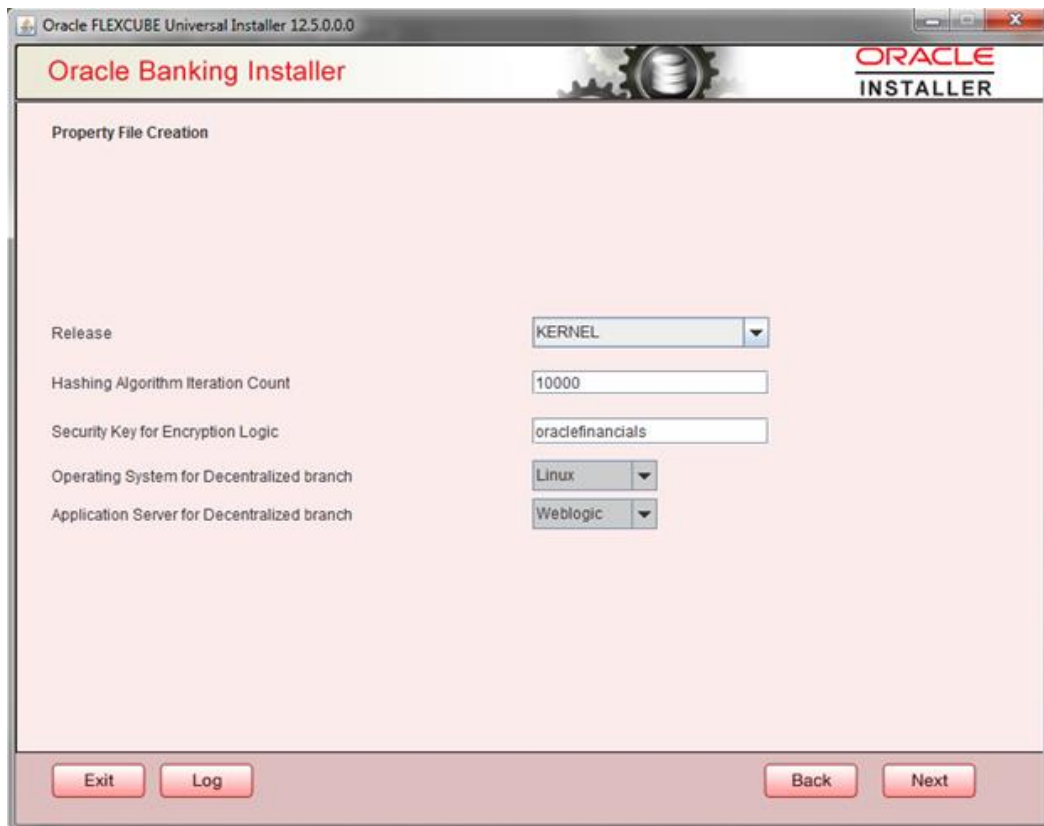 Oracle FLEXCUBE Universal Installer 12.5.0.0.0
Oracle Banking Installer
ORACLE
INSTALLER
Property File Creation
Release KERNEL
Hashing Algorithm Iteration Count 10000
Security Key for Encryption Logic oraclefinancials
Operating System for Decentralized branch Linux
Application Server for Decentralized branch Weblogic
Exit Log Back Next